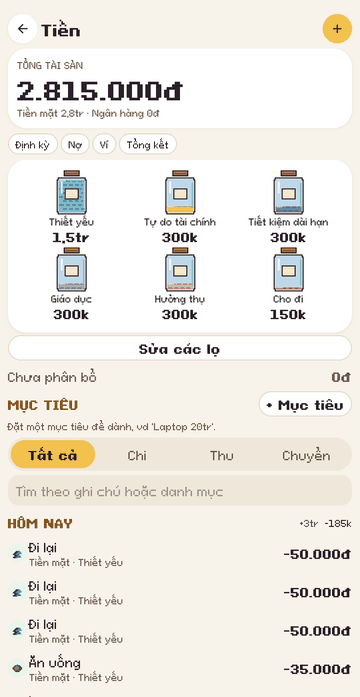 Tiền
+
TỔNG TÀI SẢN
2.815.000đ
Tiền mặt 2,8tr · Ngân hàng 0đ
Định kỳ Nợ Ví Tổng kết
Thiết yếu Tự do tài chính Tiết kiệm dài hạn
1,5tr 300k 300k
Giáo dục Hưởng thụ Cho đi
300k 300k 150k
Sửa các lọ
Chưa phân bổ 0đ
MỤC TIÊU + Mục tiêu
Đặt một mục tiêu để dành, vd 'Laptop 20tr'.
Tất cả Chi Thu Chuyển
Tìm theo ghi chú hoặc danh mục
HÔM NAY +3tr -185k
Đi lại -50.000đ
Tiền mặt · Thiết yếu
Đi lại -50.000đ
Tiền mặt · Thiết yếu
Đi lại -50.000đ
Tiền mặt · Thiết yếu
Ăn uống -35.000đ
Tiền mặt · Thiết yếu